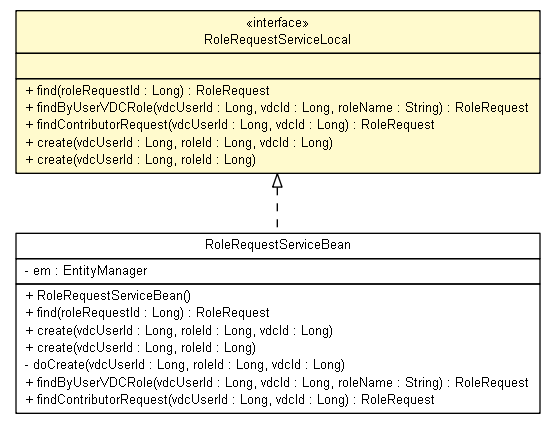 «interface»
RoleRequestServiceLocal
+ find(roleRequestId : Long) : RoleRequest
+ findByUserVDCRole(vdcUserId : Long, vdcId : Long, roleName : String) : RoleRequest
+ findContributorRequest(vdcUserId : Long, vdcId : Long) : RoleRequest
+ create(vdcUserId : Long, roleId : Long, vdcId : Long)
+ create(vdcUserId : Long, roleId : Long)
RoleRequestServiceBean
- em : EntityManager
+ RoleRequestServiceBean()
+ find(roleRequestId : Long) : RoleRequest
+ create(vdcUserId : Long, roleId : Long, vdcId : Long)
+ create(vdcUserId : Long, roleId : Long)
- doCreate(vdcUserId : Long, roleId : Long, vdcId : Long)
+ findByUserVDCRole(vdcUserId : Long, vdcId : Long, roleName : String) : RoleRequest
+ findContributorRequest(vdcUserId : Long, vdcId : Long) : RoleRequest